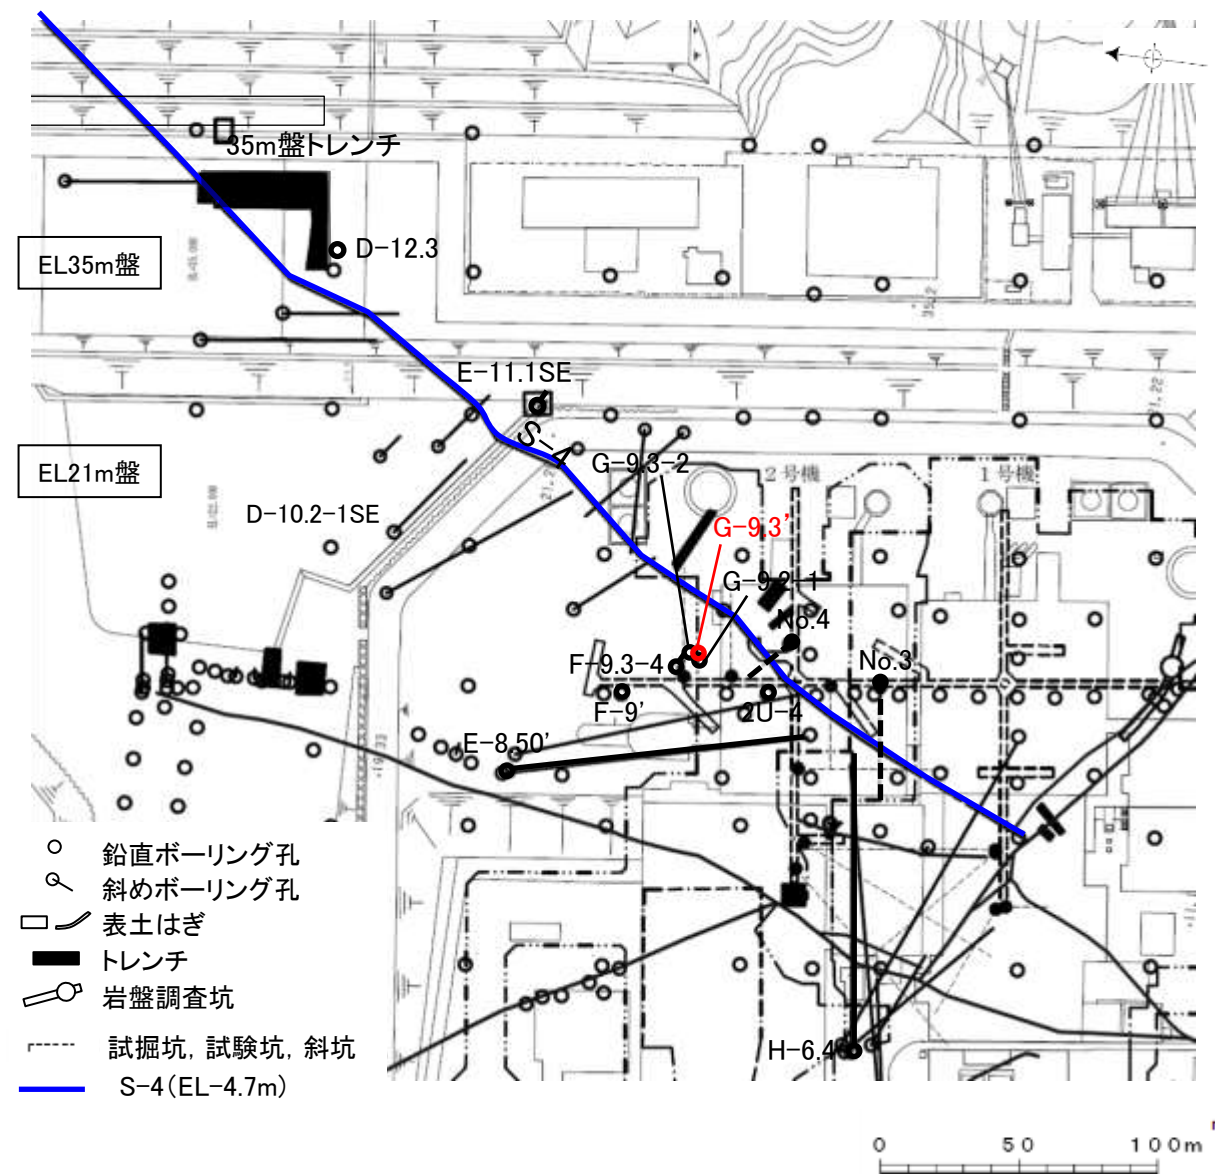 35m盤トレンチ
D-12.3
EL35m盤
E-11.1SE
S-4
G-9.3-2
EL21m盤
2号機
1号機
D-10.2-1SE
G-9.3’
G-9.2-1
No.4
F-9.3-4
No.3
F-9’
2U-4
E-8.50’
鉛直ボーリング孔
斜めボーリング孔
表土はぎ
トレンチ
岩盤調査坑
試掘坑, 試験坑, 斜坑
H-6.4
S-4(EL-4.7m)
0 50 100m